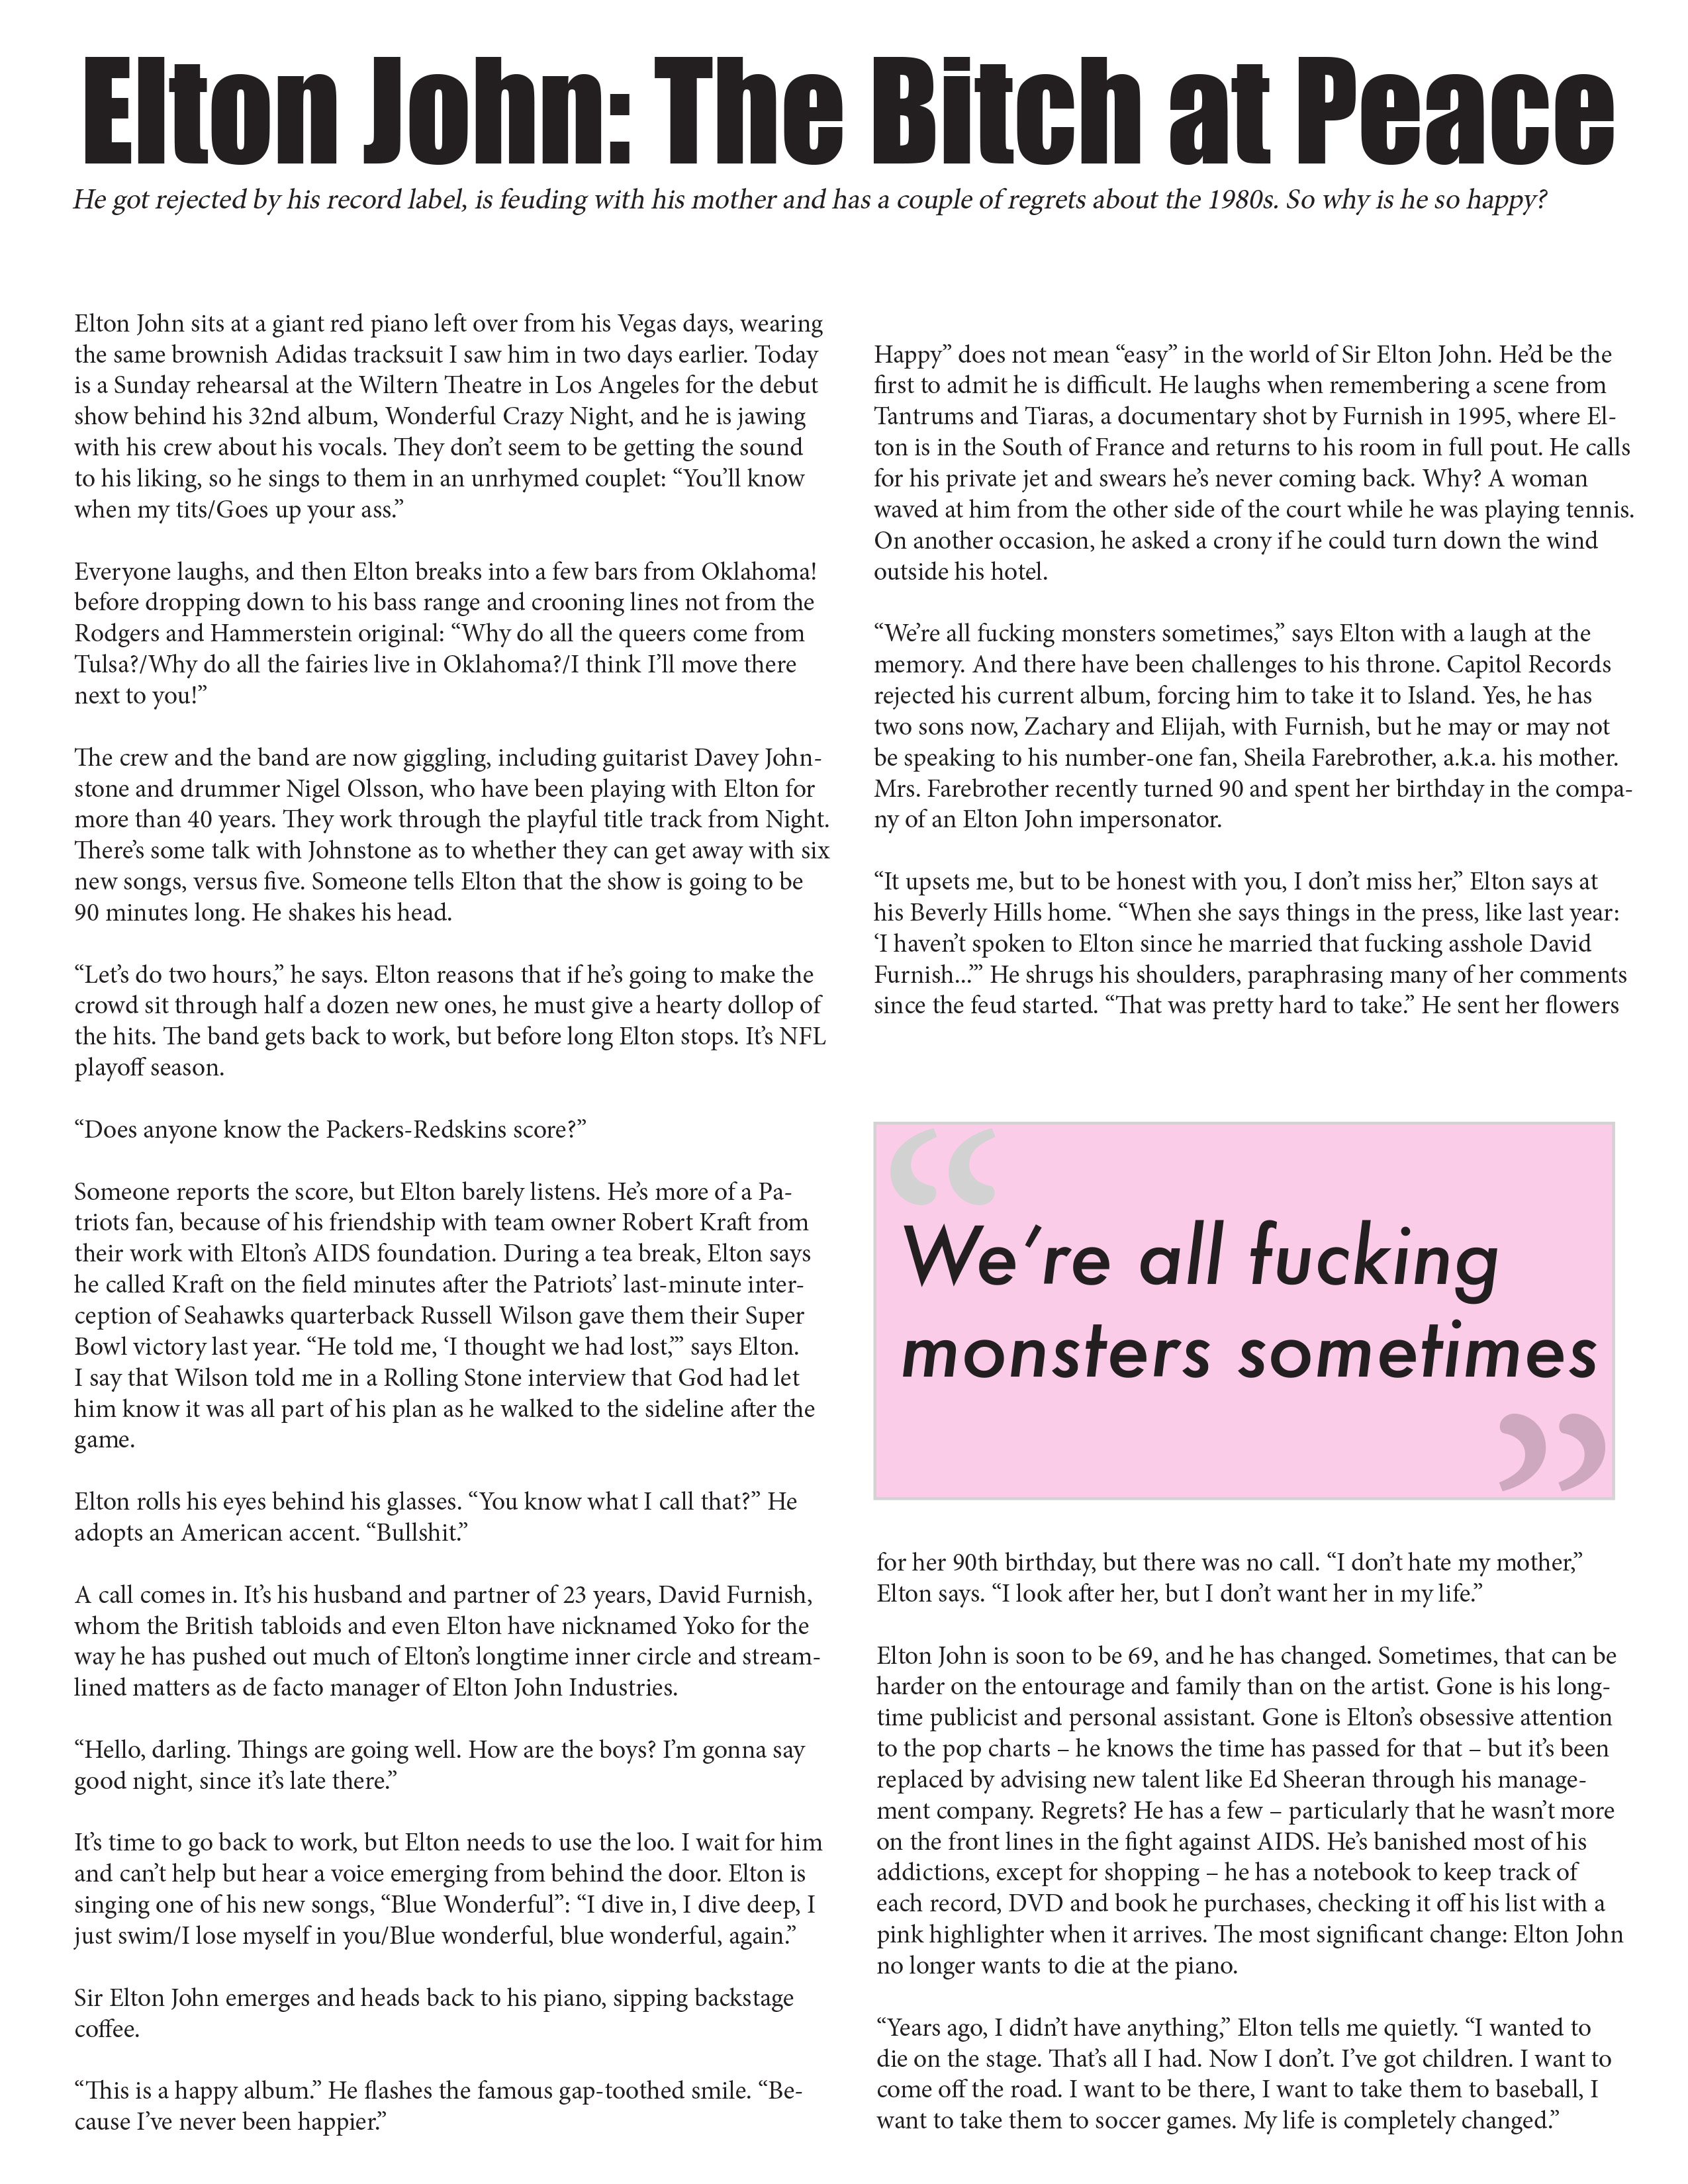 Elton John: The Bitch at Peace
He got rejected by his record label, is feuding with his mother and has a couple of regrets about the 1980s. So why is he so happy?
Elton John sits at a giant red piano left over from his Vegas days, wearing
the same brownish Adidas tracksuit I saw him in two days earlier. Today
is a Sunday rehearsal at the Wiltern Theatre in Los Angeles for the debut
show behind his 32nd album, Wonderful Crazy Night, and he is jawing
with his crew about his vocals. They don’t seem to be getting the sound
to his liking, so he sings to them in an unrhymed couplet: “You’ll know
when my tits/Goes up your ass.”
Everyone laughs, and then Elton breaks into a few bars from Oklahoma!
before dropping down to his bass range and crooning lines not from the
Rodgers and Hammerstein original: “Why do all the queers come from
Tulsa?/Why do all the fairies live in Oklahoma?/I think I’ll move there
next to you!”
The crew and the band are now giggling, including guitarist Davey John-
stone and drummer Nigel Olsson, who have been playing with Elton for
more than 40 years. They work through the playful title track from Night.
There’s some talk with Johnstone as to whether they can get away with six
new songs, versus five. Someone tells Elton that the show is going to be
90 minutes long. He shakes his head.
“Let’s do two hours,” he says. Elton reasons that if he’s going to make the
crowd sit through half a dozen new ones, he must give a hearty dollop of
the hits. The band gets back to work, but before long Elton stops. It’s NFL
playoff season.
“Does anyone know the Packers-Redskins score?”
Someone reports the score, but Elton barely listens. He’s more of a Pa-
triots fan, because of his friendship with team owner Robert Kraft from
their work with Elton’s AIDS foundation. During a tea break, Elton says
he called Kraft on the field minutes after the Patriots’ last-minute inter-
ception of Seahawks quarterback Russell Wilson gave them their Super
Bowl victory last year. “He told me, ‘I thought we had lost,’” says Elton.
I say that Wilson told me in a Rolling Stone interview that God had let
him know it was all part of his plan as he walked to the sideline after the
game.
Elton rolls his eyes behind his glasses. “You know what I call that?” He
adopts an American accent. “Bullshit.”
A call comes in. It’s his husband and partner of 23 years, David Furnish,
whom the British tabloids and even Elton have nicknamed Yoko for the
way he has pushed out much of Elton’s longtime inner circle and stream-
lined matters as de facto manager of Elton John Industries.
“Hello, darling. Things are going well. How are the boys? I’m gonna say
good night, since it’s late there.”
It’s time to go back to work, but Elton needs to use the loo. I wait for him
and can’t help but hear a voice emerging from behind the door. Elton is
singing one of his new songs, “Blue Wonderful”: “I dive in, I dive deep, I
just swim/I lose myself in you/Blue wonderful, blue wonderful, again.”
Sir Elton John emerges and heads back to his piano, sipping backstage
coffee.
“This is a happy album.” He flashes the famous gap-toothed smile. “Be-
cause I’ve never been happier.”
Happy” does not mean “easy” in the world of Sir Elton John. He’d be the
first to admit he is difficult. He laughs when remembering a scene from
Tantrums and Tiaras, a documentary shot by Furnish in 1995, where El-
ton is in the South of France and returns to his room in full pout. He calls
for his private jet and swears he’s never coming back. Why? A woman
waved at him from the other side of the court while he was playing tennis.
On another occasion, he asked a crony if he could turn down the wind
outside his hotel.
“We’re all fucking monsters sometimes,” says Elton with a laugh at the
memory. And there have been challenges to his throne. Capitol Records
rejected his current album, forcing him to take it to Island. Yes, he has
two sons now, Zachary and Elijah, with Furnish, but he may or may not
be speaking to his number-one fan, Sheila Farebrother, a.k.a. his mother.
Mrs. Farebrother recently turned 90 and spent her birthday in the compa-
ny of an Elton John impersonator.
“It upsets me, but to be honest with you, I don’t miss her,” Elton says at
his Beverly Hills home. “When she says things in the press, like last year:
‘I haven’t spoken to Elton since he married that fucking asshole David
Furnish...’” He shrugs his shoulders, paraphrasing many of her comments
since the feud started. “That was pretty hard to take.” He sent her flowers
“
We’re all fucking
monsters sometimes
”
for her 90th birthday, but there was no call. “I don’t hate my mother,”
Elton says. “I look after her, but I don’t want her in my life.”
Elton John is soon to be 69, and he has changed. Sometimes, that can be
harder on the entourage and family than on the artist. Gone is his long-
time publicist and personal assistant. Gone is Elton’s obsessive attention
to the pop charts – he knows the time has passed for that – but it’s been
replaced by advising new talent like Ed Sheeran through his manage-
ment company. Regrets? He has a few – particularly that he wasn’t more
on the front lines in the fight against AIDS. He’s banished most of his
addictions, except for shopping – he has a notebook to keep track of
each record, DVD and book he purchases, checking it off his list with a
pink highlighter when it arrives. The most significant change: Elton John
no longer wants to die at the piano.
“Years ago, I didn’t have anything,” Elton tells me quietly. “I wanted to
die on the stage. That’s all I had. Now I don’t. I’ve got children. I want to
come off the road. I want to be there, I want to take them to baseball, I
want to take them to soccer games. My life is completely changed.”